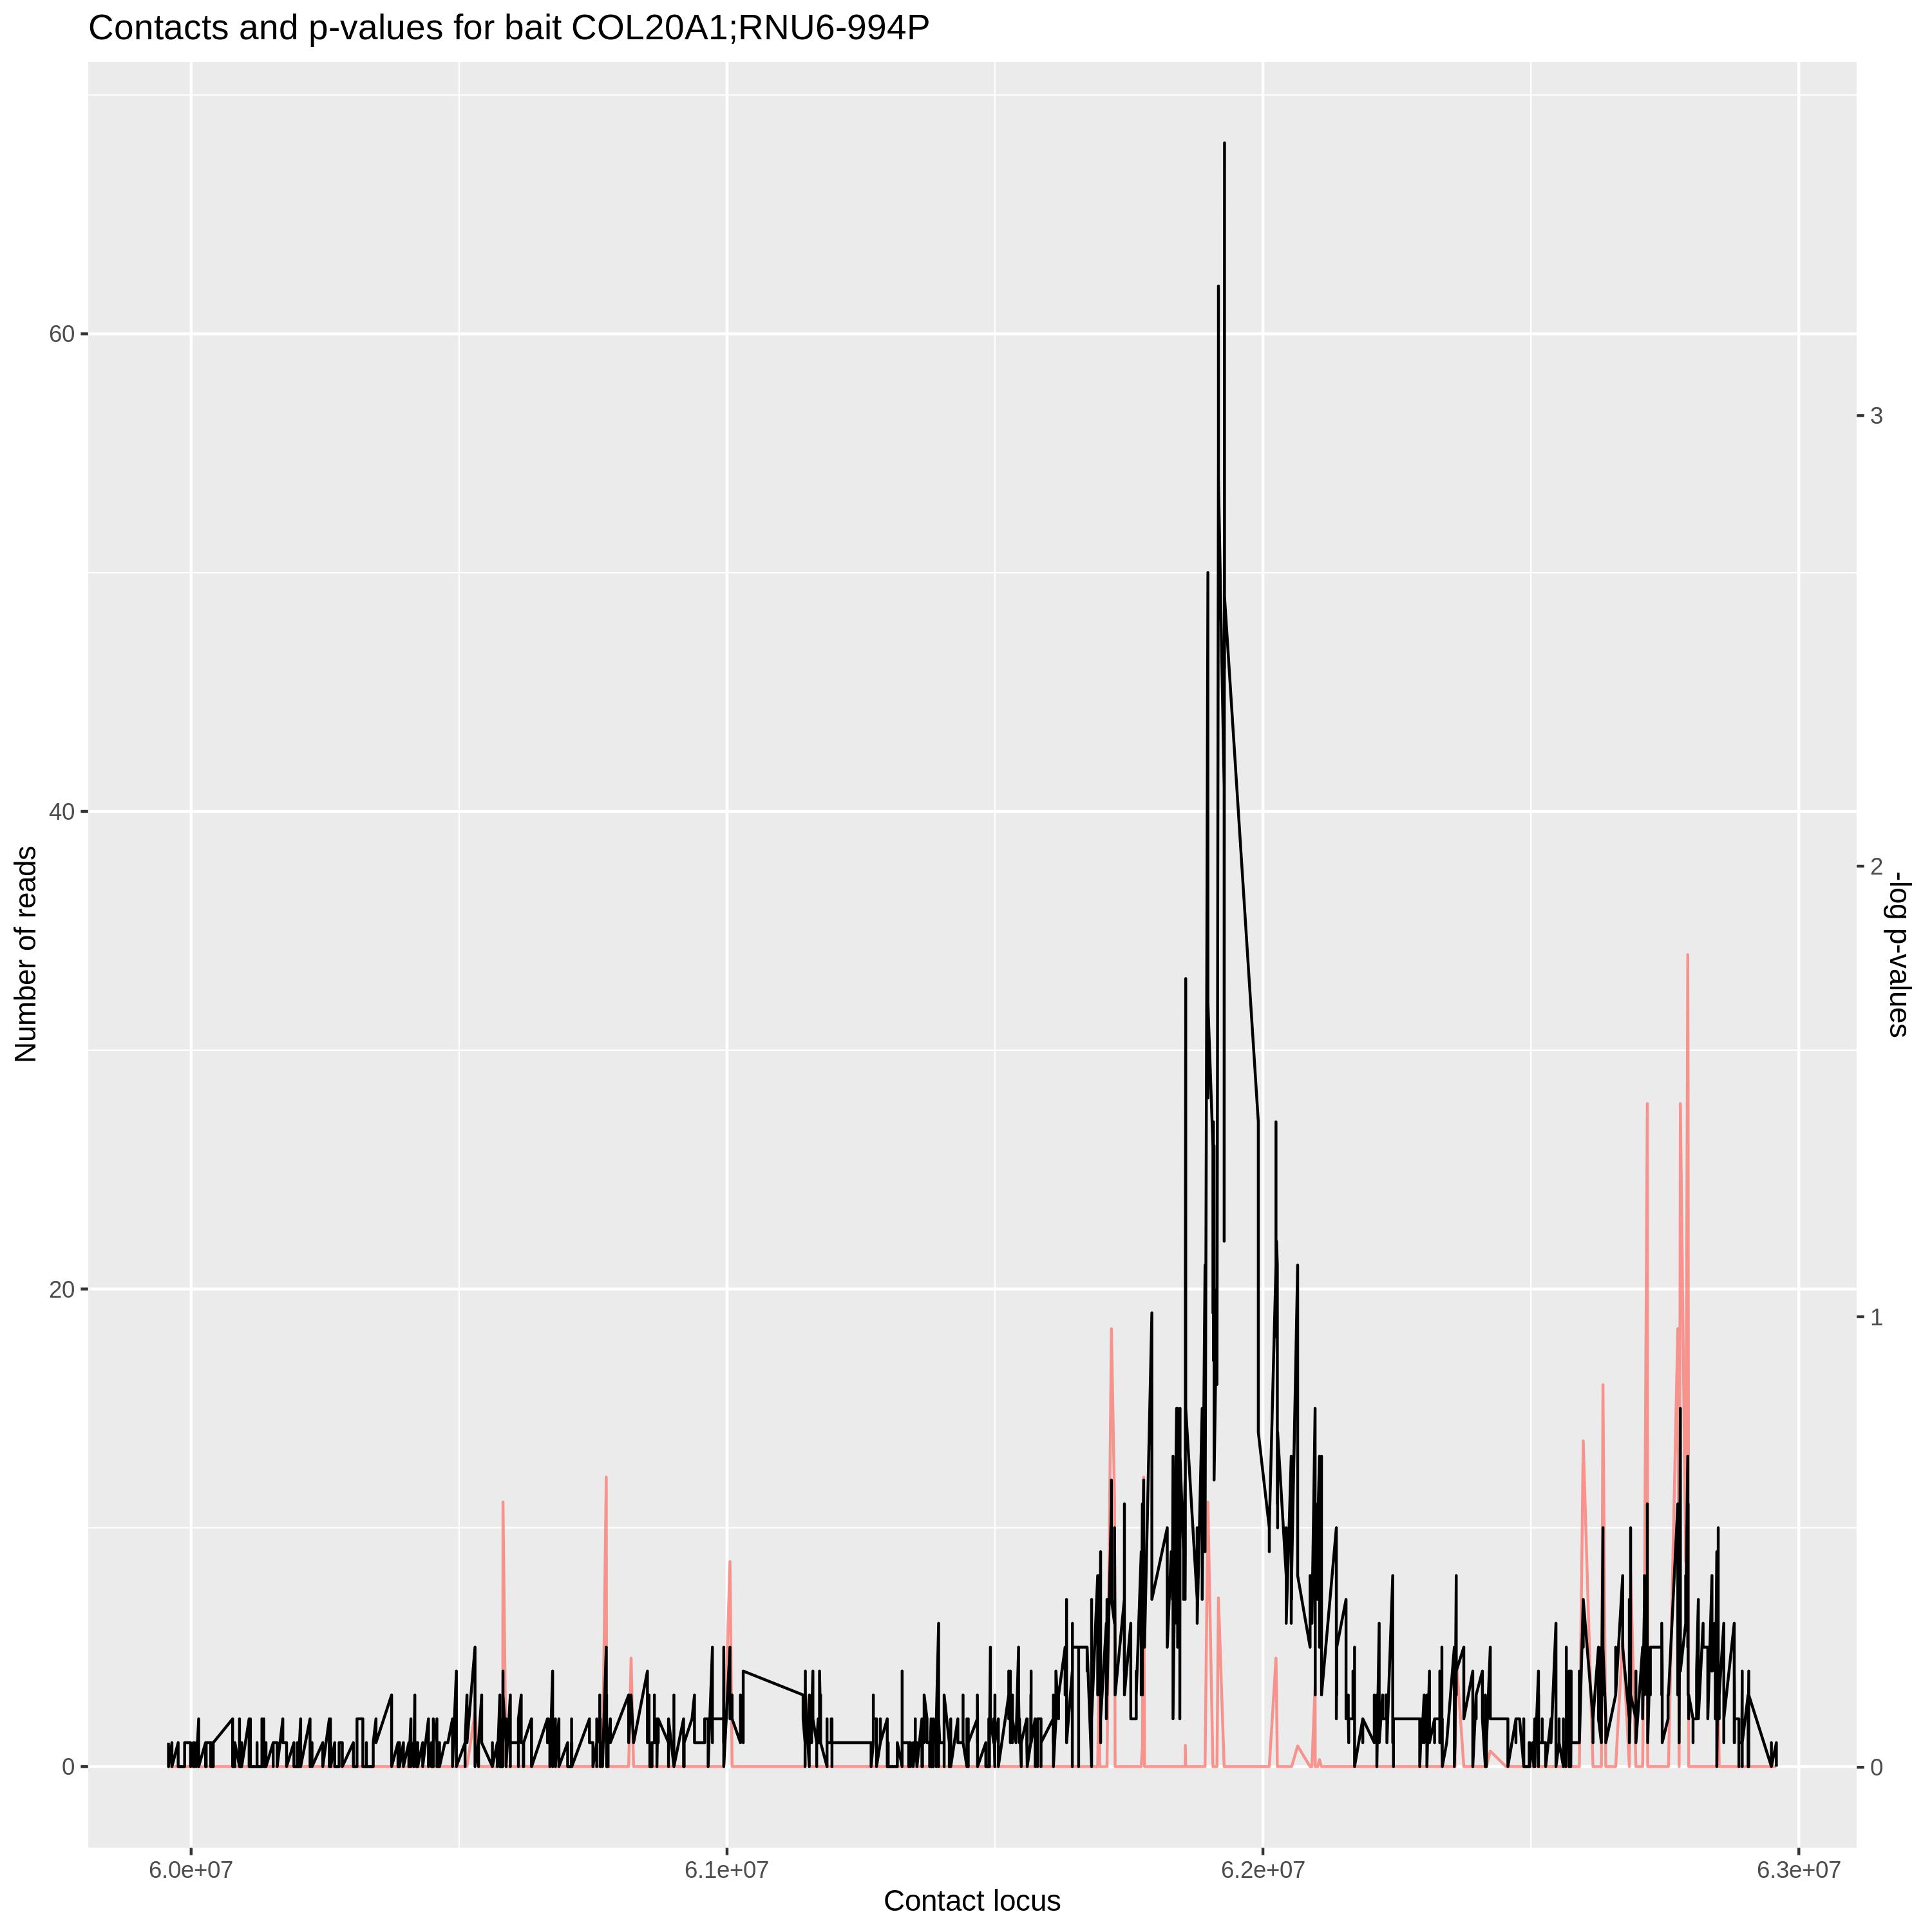 Contacts and p-values for bait COL20A1;RNU6-994P
60
40
20
0
Number of reads
3
2
1
0
-log p-values
6.0e+07 6.1e+07 6.2e+07 6.3e+07
Contact locus